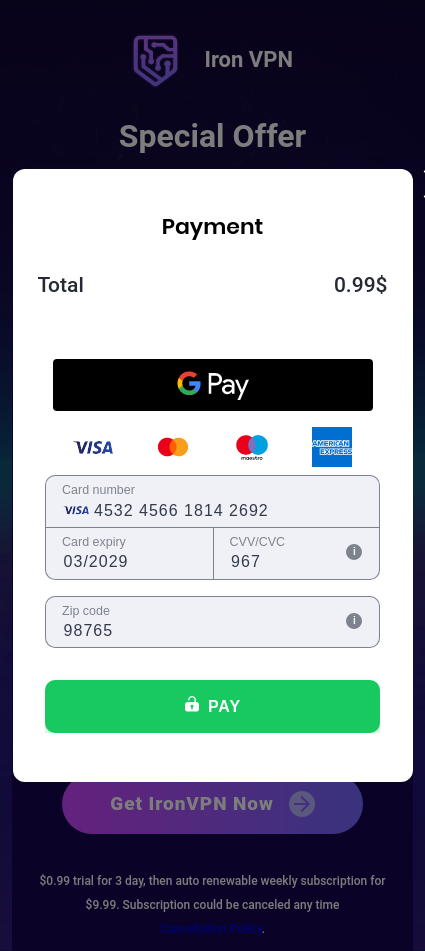 Iron VPN
Special Offer
Payment
Total 0.99$
G Pay
VISA maestro AMERICAN EXPRESS
Card number
VISA 4532 4566 1814 2692
Card expiry CVV/CVC
03/2029 967 i
Zip code
98765 i
PAY
Get IronVPN Now
$0.99 trial for 3 day, then auto renewable weekly subscription for
$9.99. Subscription could be canceled any time